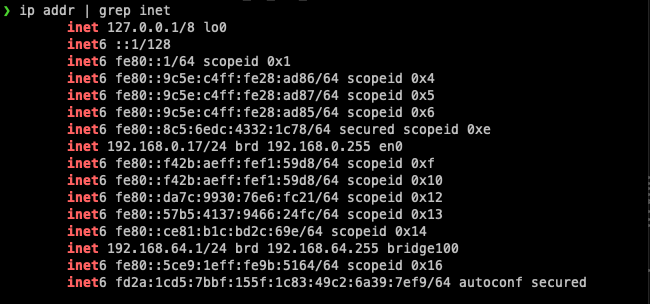 ❯ ip addr | grep inet
inet 127.0.0.1/8 lo0
inet6 ::1/128
inet6 fe80::1/64 scopeid 0x1
inet6 fe80::9c5e:c4ff:fe28:ad86/64 scopeid 0x4
inet6 fe80::9c5e:c4ff:fe28:ad87/64 scopeid 0x5
inet6 fe80::9c5e:c4ff:fe28:ad85/64 scopeid 0x6
inet6 fe80::8c5:6edc:4332:1c78/64 secured scopeid 0xe
inet 192.168.0.17/24 brd 192.168.0.255 en0
inet6 fe80::f42b:aeff:fef1:59d8/64 scopeid 0xf
inet6 fe80::f42b:aeff:fef1:59d8/64 scopeid 0x10
inet6 fe80::da7c:9930:76e6:fc21/64 scopeid 0x12
inet6 fe80::57b5:4137:9466:24fc/64 scopeid 0x13
inet6 fe80::ce81:b1c:bd2c:69e/64 scopeid 0x14
inet 192.168.64.1/24 brd 192.168.64.255 bridge100
inet6 fe80::5ce9:1eff:fe9b:5164/64 scopeid 0x16
inet6 fd2a:1cd5:7bbf:155f:1c83:49c2:6a39:7ef9/64 autoconf secured